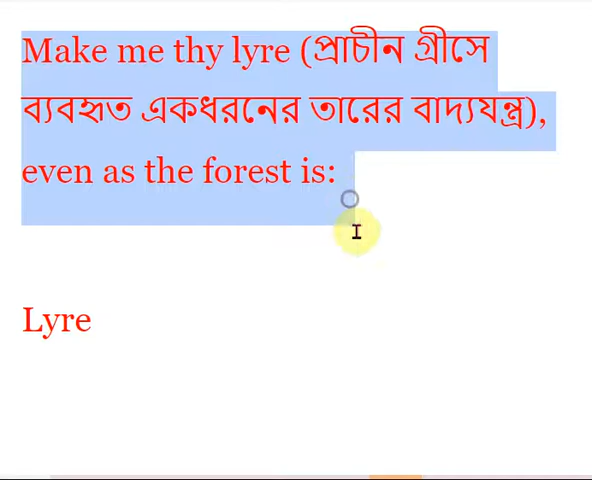 Make me thy lyre (প্রাচীন গ্রীসে
ব্যবহৃত একধরনের তারের বাদ্যযন্ত্র),
even as the forest is:
Lyre